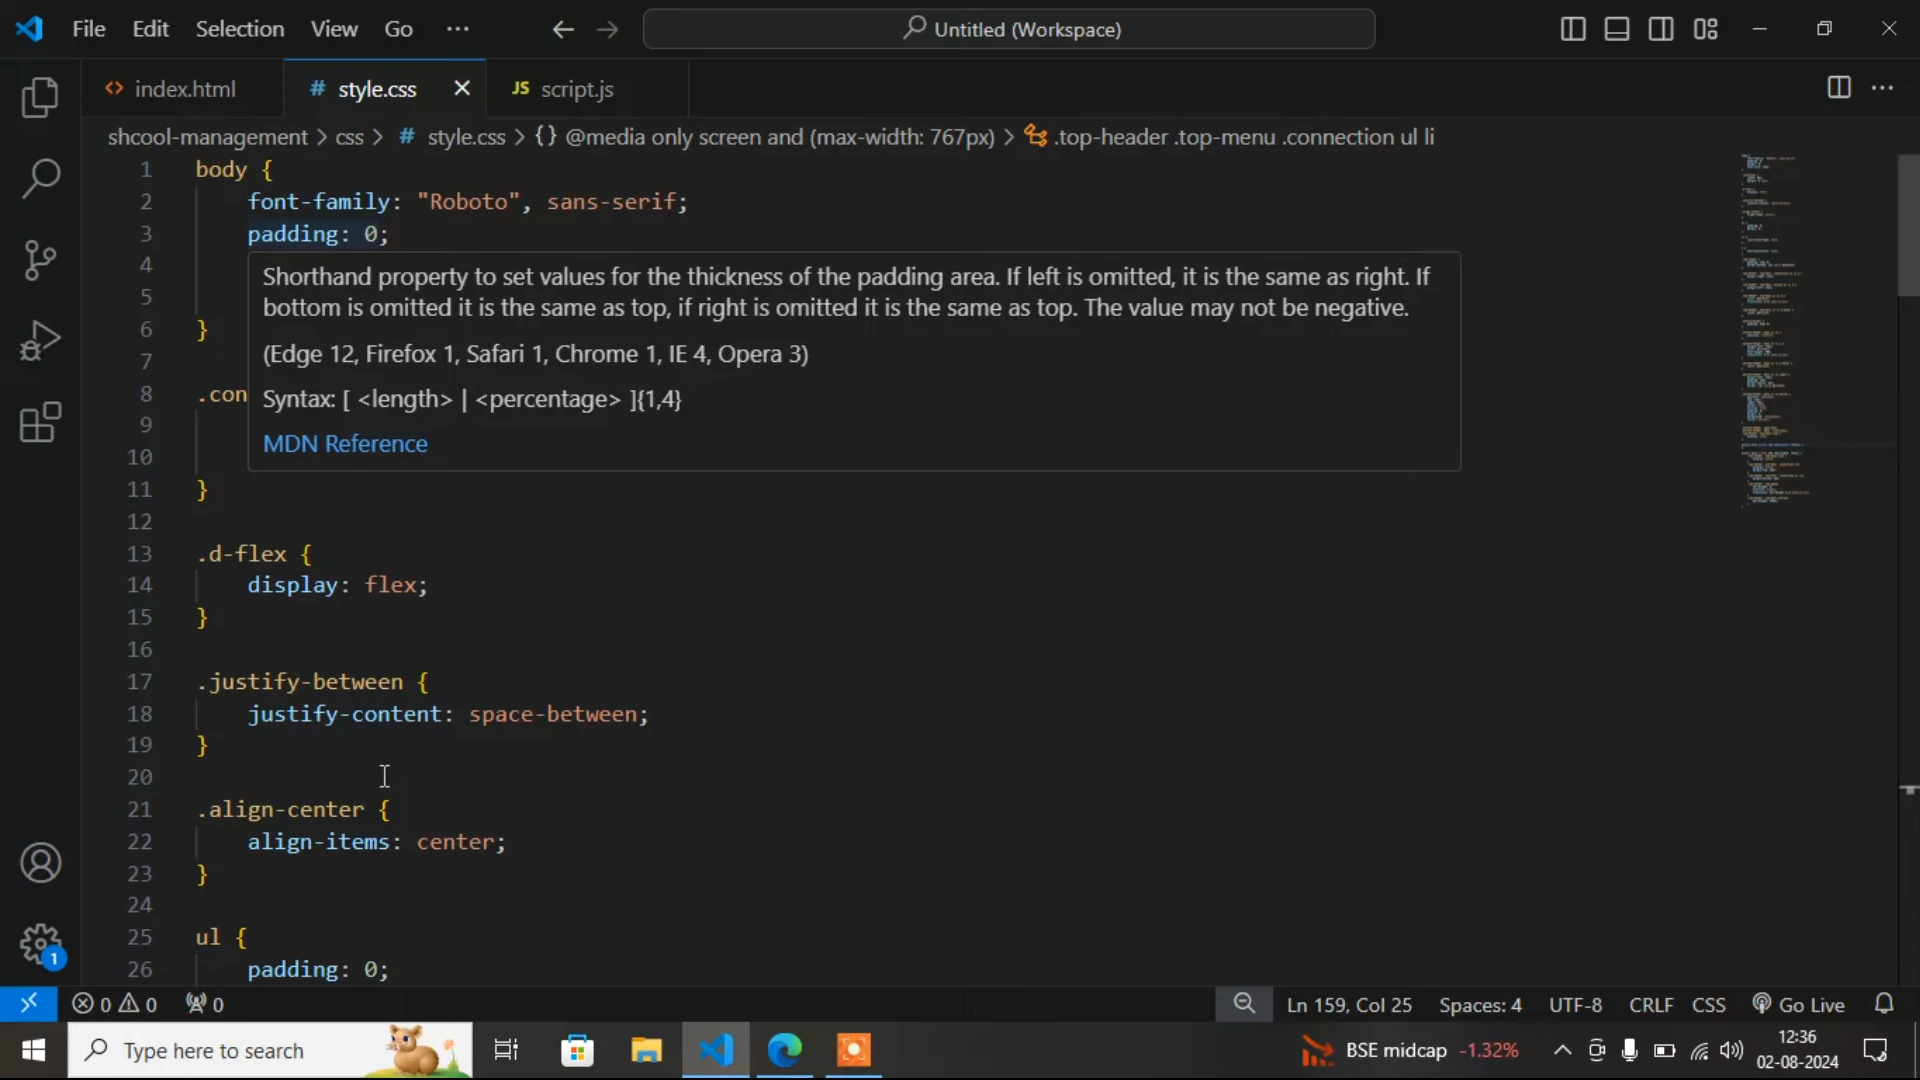 File Edit Selection View Go ···
Untitled (Workspace)
<> index.html # style.css JS script.js
shcool-management > css > # style.css > {} @media only screen and (max-width: 767px) > .top-header .top-menu .connection ul li
1 body {
2 font-family: "Roboto", sans-serif;
3 padding: 0;
4
5
6 }
7
8 .con
9
10
11 }
12
13 .d-flex {
14 display: flex;
15 }
16
17 .justify-between {
18 justify-content: space-between;
19 }
20
21 .align-center {
22 align-items: center;
23 }
24
25 ul {
26 padding: 0;
Shorthand property to set values for the thickness of the padding area. If left is omitted, it is the same as right. If
bottom is omitted it is the same as top, if right is omitted it is the same as top. The value may not be negative.
(Edge 12, Firefox 1, Safari 1, Chrome 1, IE 4, Opera 3)
Syntax: [ <length> | <percentage> ]{1,4}
MDN Reference
1
0 0 0
Ln 159, Col 25 Spaces: 4 UTF-8 CRLF CSS Go Live
Type here to search
BSE midcap -1.32%
12:36
02-08-2024